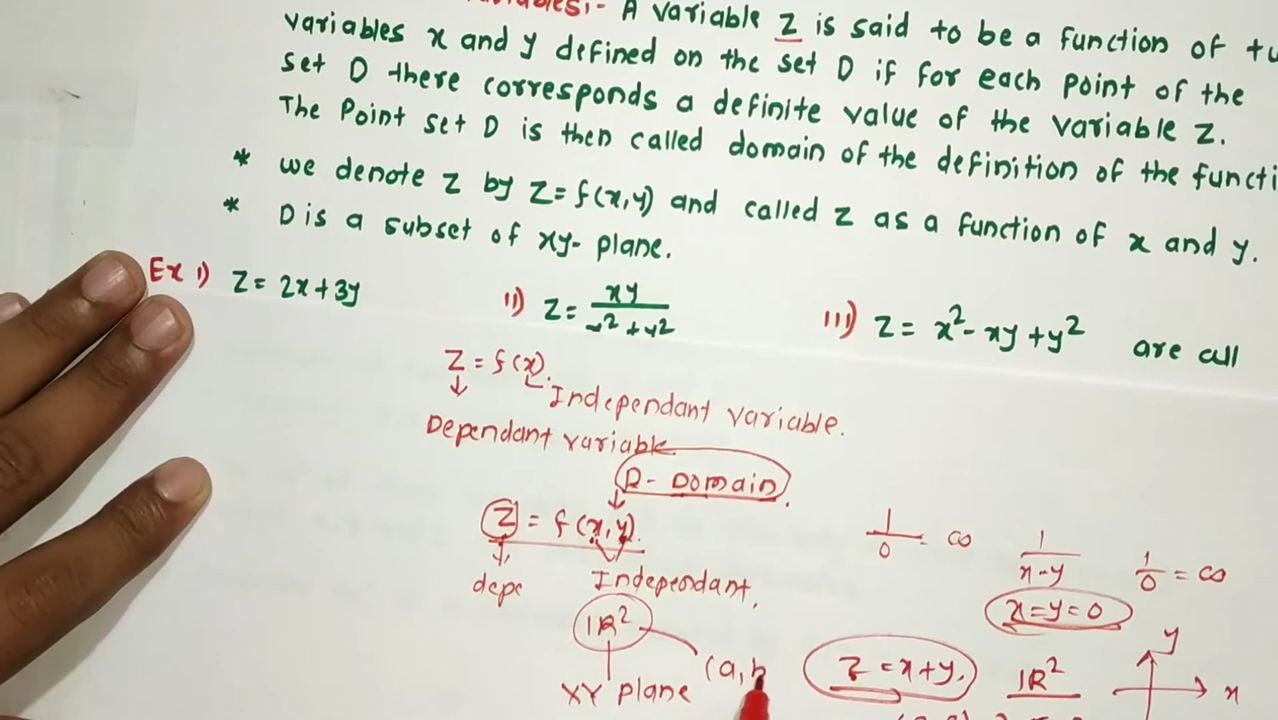 A variable Z is said to be a function of
variables x and y defined on the set D if for each point of the
set D there corresponds a definite value of the variable Z.
The Point set D is then called domain of the definition of the
* we denote Z by Z = f(x,y) and called Z as a function of x and y.
* D is a subset of xy- plane.
Ex i) Z = 2x+3y ii) Z = xy / x²+y² iii) Z = x² - xy + y² are all
Z = f(x).
Independant variable.
Dependant variable
D - Domain.
Z = f(x,y).
depe Independant,
1/0 = ∞ 1/x-y 1/0 = ∞
x=y=0
IR² (a,b
XY plane
Z = x+y. IR² y x